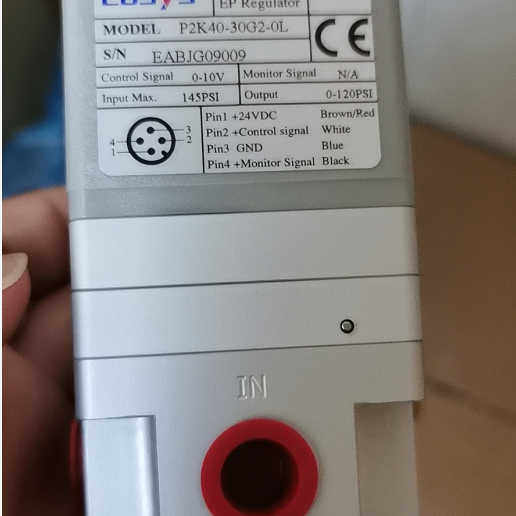 EP Regulator
MODEL P2K40-30G2-0L
S/N EABJG09009
CE
Control Signal 0-10V Monitor Signal N/A
Input Max. 145PSI Output 0-120PSI
Pin1 +24VDC Brown/Red
3 Pin2 +Control signal White
4 2 Pin3 GND Blue
1 Pin4 +Monitor Signal Black
IN